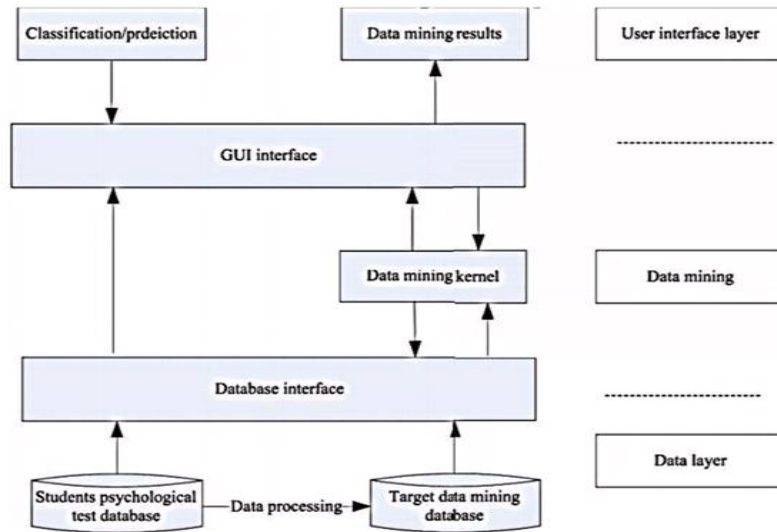 Classification/prdeiction
Data mining results
User interface layer
GUI interface
Data mining kernel
Data mining
Database interface
Data layer
Students psychological
test database
Data processing
Target data mining
database